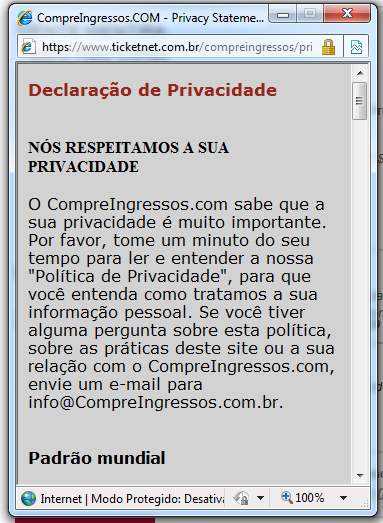 CompreIngressos.COM - Privacy Stateme...
https://www.ticketnet.com.br/compreingressos/pri
Declaração de Privacidade
NÓS RESPEITAMOS A SUA
PRIVACIDADE
O CompreIngressos.com sabe que a
sua privacidade é muito importante.
Por favor, tome um minuto do seu
tempo para ler e entender a nossa
"Política de Privacidade", para que
você entenda como tratamos a sua
informação pessoal. Se você tiver
alguma pergunta sobre esta política,
sobre as práticas deste site ou a sua
relação com o CompreIngressos.com,
envie um e-mail para
info@CompreIngressos.com.br.
Padrão mundial
Internet | Modo Protegido: Desativa
100%